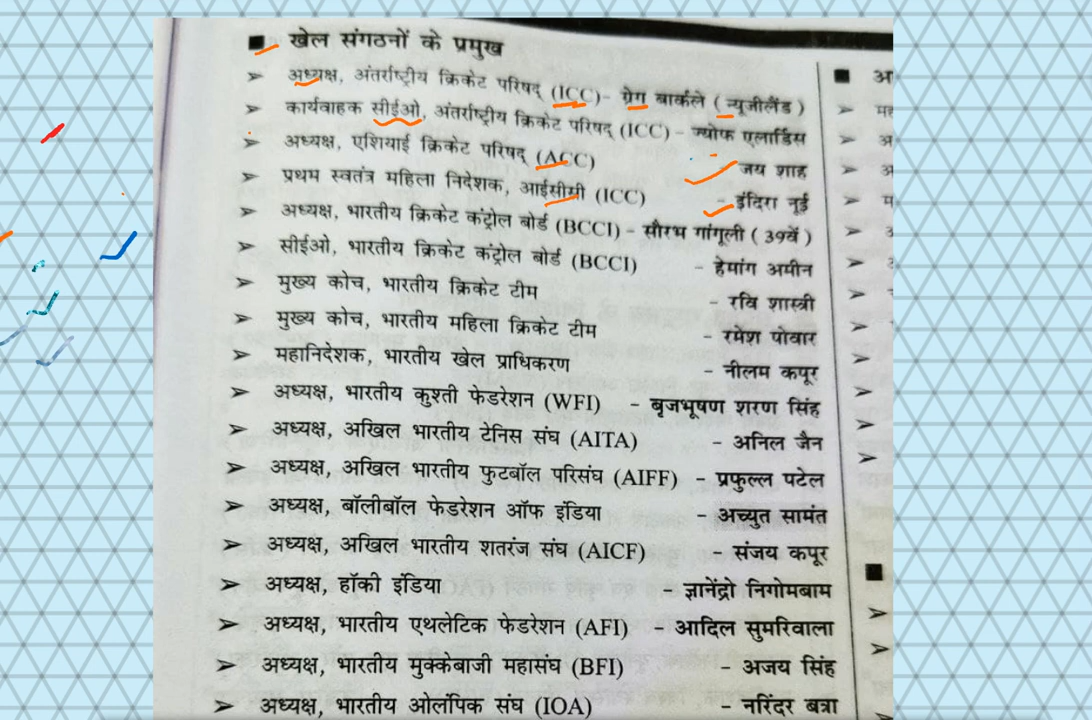 ■ खेल संगठनों के प्रमुख
➢ अध्यक्ष, अंतर्राष्ट्रीय क्रिकेट परिषद् (ICC)- ग्रेग बार्कले ( न्यूजीलैंड )
➢ कार्यवाहक सीईओ, अंतर्राष्ट्रीय क्रिकेट परिषद् (ICC) - ज्योफ एलार्डिस
➢ अध्यक्ष, एशियाई क्रिकेट परिषद् (ACC) - जय शाह
➢ प्रथम स्वतंत्र महिला निदेशक, आईसीसी (ICC) - इंदिरा नूई
➢ अध्यक्ष, भारतीय क्रिकेट कंट्रोल बोर्ड (BCCI) - सौरभ गांगूली ( 39वें )
➢ सीईओ, भारतीय क्रिकेट कंट्रोल बोर्ड (BCCI) - हेमांग अमीन
➢ मुख्य कोच, भारतीय क्रिकेट टीम - रवि शास्त्री
➢ मुख्य कोच, भारतीय महिला क्रिकेट टीम - रमेश पोवार
➢ महानिदेशक, भारतीय खेल प्राधिकरण - नीलम कपूर
➢ अध्यक्ष, भारतीय कुश्ती फेडरेशन (WFI) - बृजभूषण शरण सिंह
➢ अध्यक्ष, अखिल भारतीय टेनिस संघ (AITA) - अनिल जैन
➢ अध्यक्ष, अखिल भारतीय फुटबॉल परिसंघ (AIFF) - प्रफुल्ल पटेल
➢ अध्यक्ष, बॉलीबॉल फेडरेशन ऑफ इंडिया - अच्युत सामंत
➢ अध्यक्ष, अखिल भारतीय शतरंज संघ (AICF) - संजय कपूर
➢ अध्यक्ष, हॉकी इंडिया - ज्ञानेंद्रो निगोमबाम
➢ अध्यक्ष, भारतीय एथलेटिक फेडरेशन (AFI) - आदिल सुमरिवाला
➢ अध्यक्ष, भारतीय मुक्केबाजी महासंघ (BFI) - अजय सिंह
➢ अध्यक्ष, भारतीय ओलंपिक संघ (IOA) - नरिंदर बत्रा